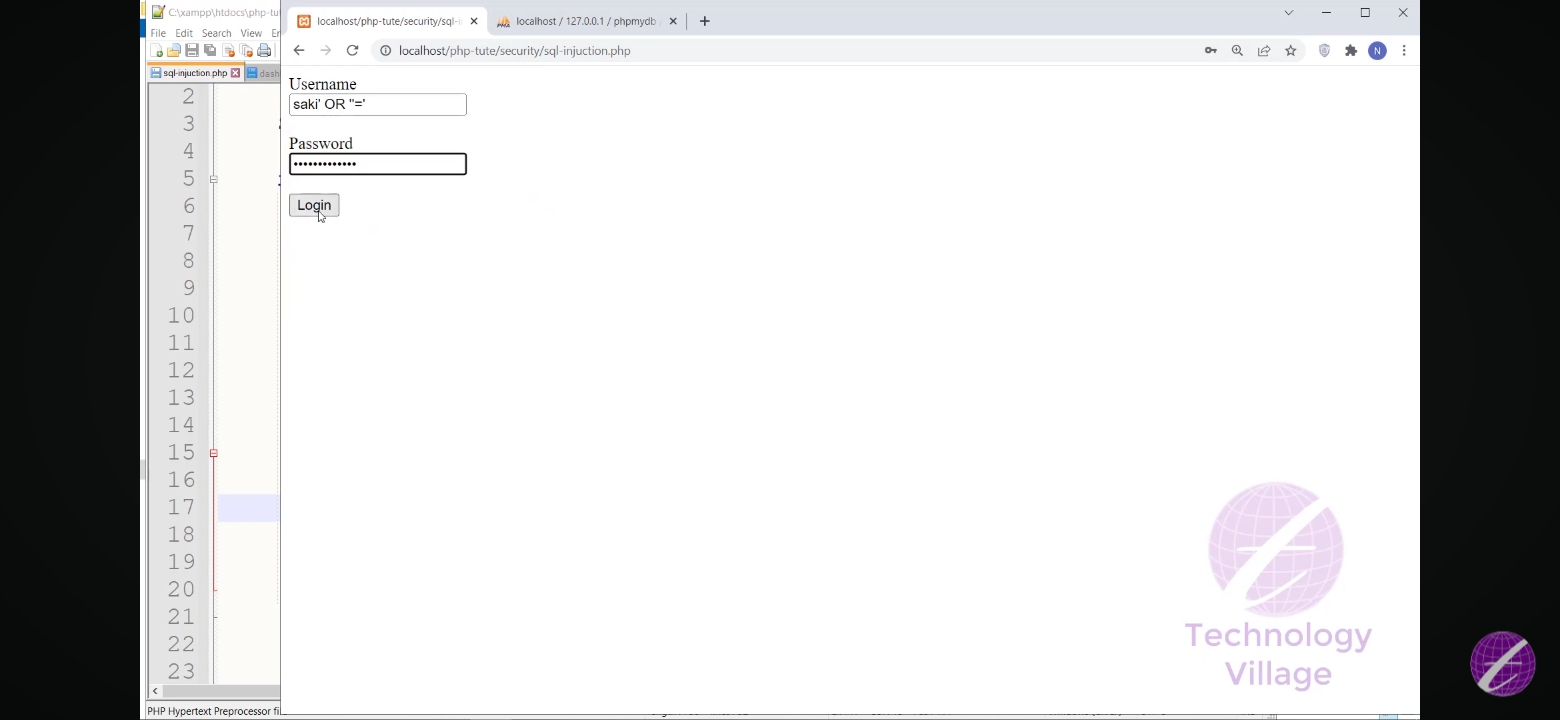 C:\xampp\htdocs\php-tu
File Edit Search View En
sql-injuction.php
dash
2
3
4
5
6
7
8
9
10
11
12
13
14
15
16
17
18
19
20
21
22
23
PHP Hypertext Preprocessor fi
localhost/php-tute/security/sql-i
localhost / 127.0.0.1 / phpmydb
localhost/php-tute/security/sql-injuction.php
N
Username
saki' OR ''='
Password
•••••••••••••
Login
Technology
Village